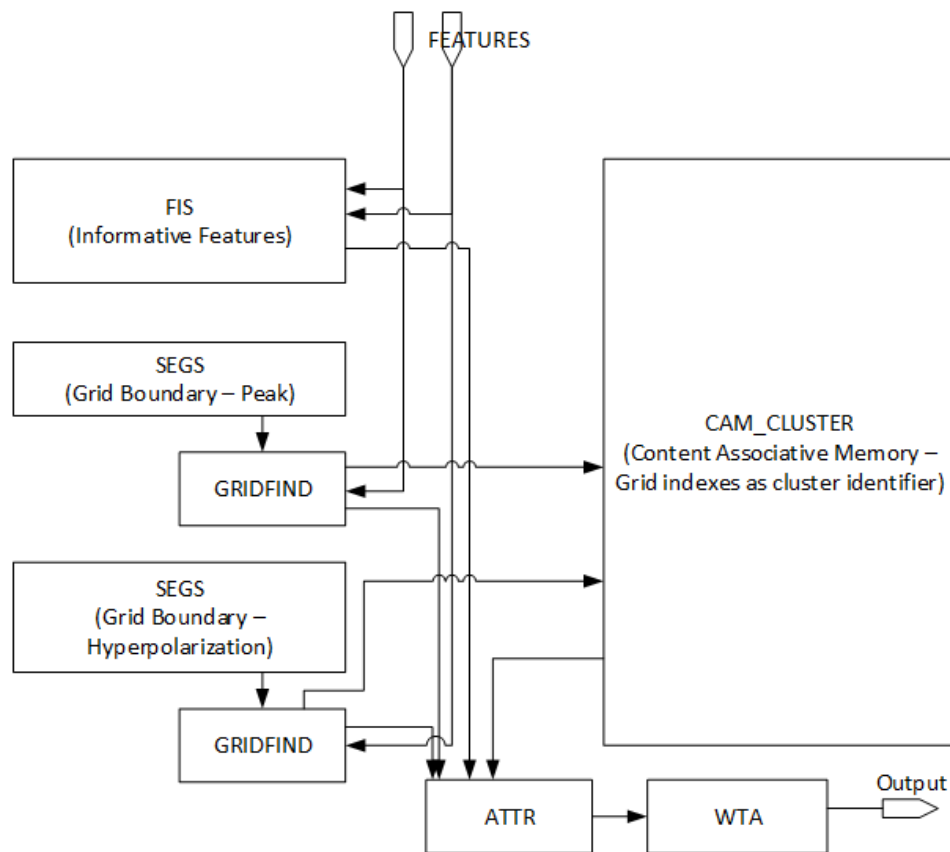 FEATURES
FIS
(Informative Features)
SEGS
(Grid Boundary – Peak)
GRIDFIND
CAM_CLUSTER
(Content Associative Memory –
Grid indexes as cluster identifier)
SEGS
(Grid Boundary –
Hyperpolarization)
GRIDFIND
ATTR
WTA
Output